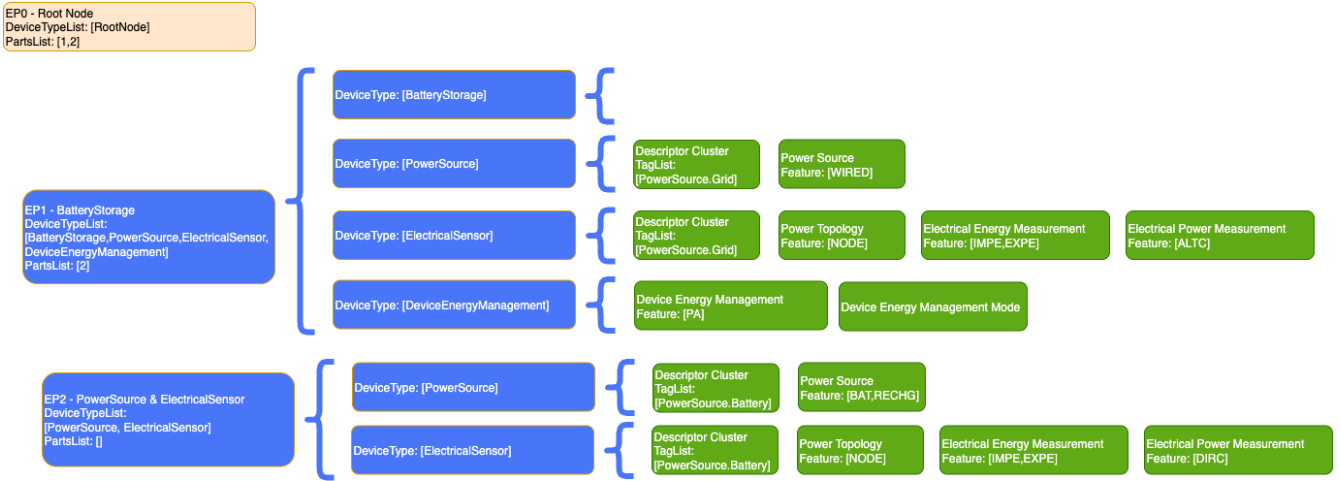 EP0 - Root Node
DeviceTypeList: [RootNode]
PartsList: [1,2]
EP1 - BatteryStorage
DeviceTypeList:
[BatteryStorage,PowerSource,ElectricalSensor,
DeviceEnergyManagement]
PartsList: [2]
DeviceType: [BatteryStorage]
DeviceType: [PowerSource]
Descriptor Cluster
TagList:
[PowerSource.Grid]
Power Source
Feature: [WIRED]
DeviceType: [ElectricalSensor]
Descriptor Cluster
TagList:
[PowerSource.Grid]
Power Topology
Feature: [NODE]
Electrical Energy Measurement
Feature: [IMPE,EXPE]
Electrical Power Measurement
Feature: [ALTC]
DeviceType: [DeviceEnergyManagement]
Device Energy Management
Feature: [PA]
Device Energy Management Mode
EP2 - PowerSource & ElectricalSensor
DeviceTypeList:
[PowerSource, ElectricalSensor]
PartsList: []
DeviceType: [PowerSource]
Descriptor Cluster
TagList:
[PowerSource.Battery]
Power Source
Feature: [BAT,RECHG]
DeviceType: [ElectricalSensor]
Descriptor Cluster
TagList:
[PowerSource.Battery]
Power Topology
Feature: [NODE]
Electrical Energy Measurement
Feature: [IMPE,EXPE]
Electrical Power Measurement
Feature: [DIRC]